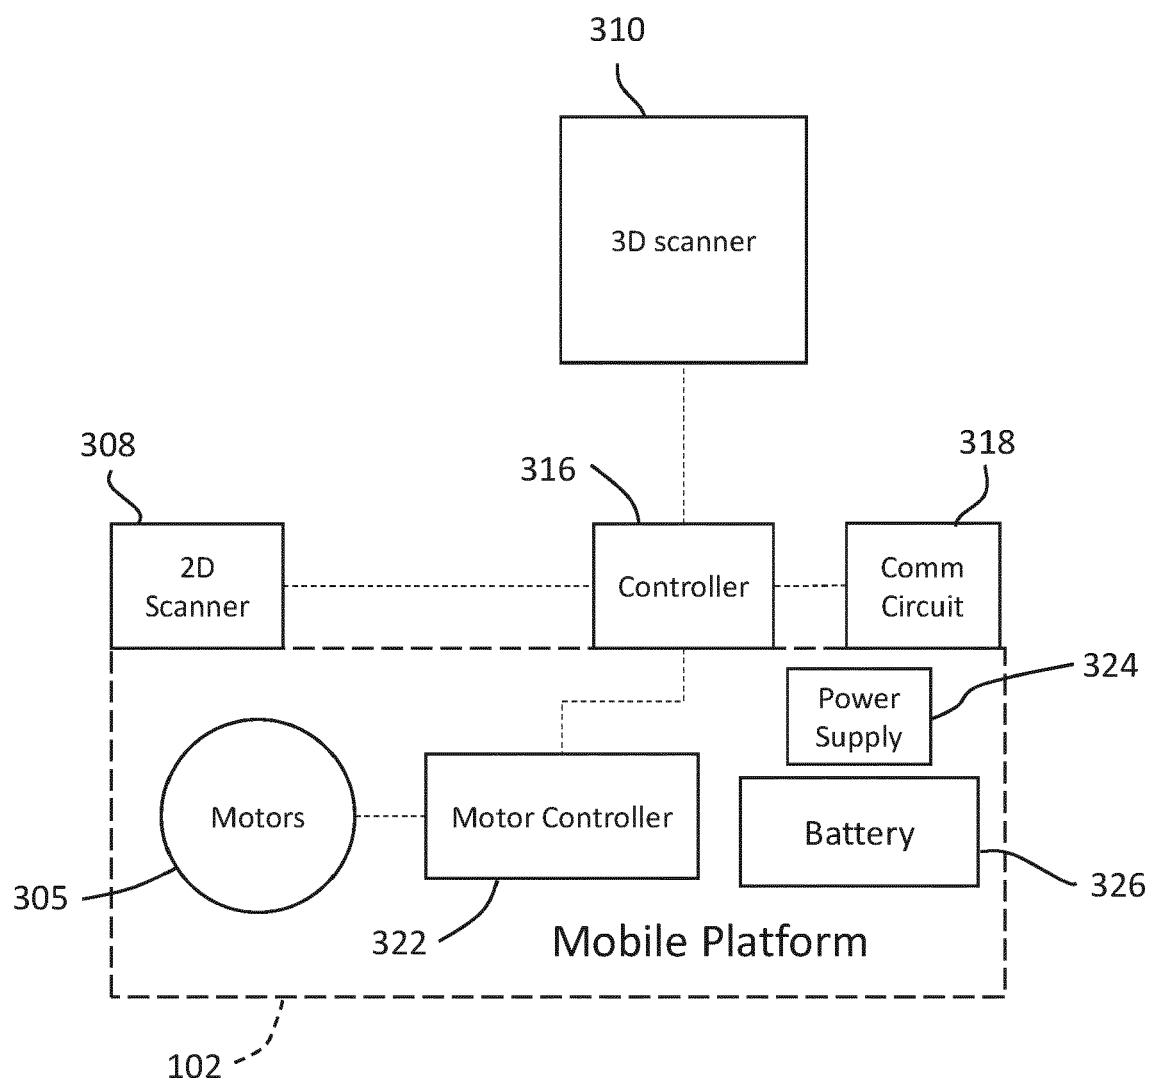 310
3D scanner
308
316
318
2D
Scanner
Controller
Comm
Circuit
324
Power
Supply
Motors
Motor Controller
Battery
305
322
326
Mobile Platform
102